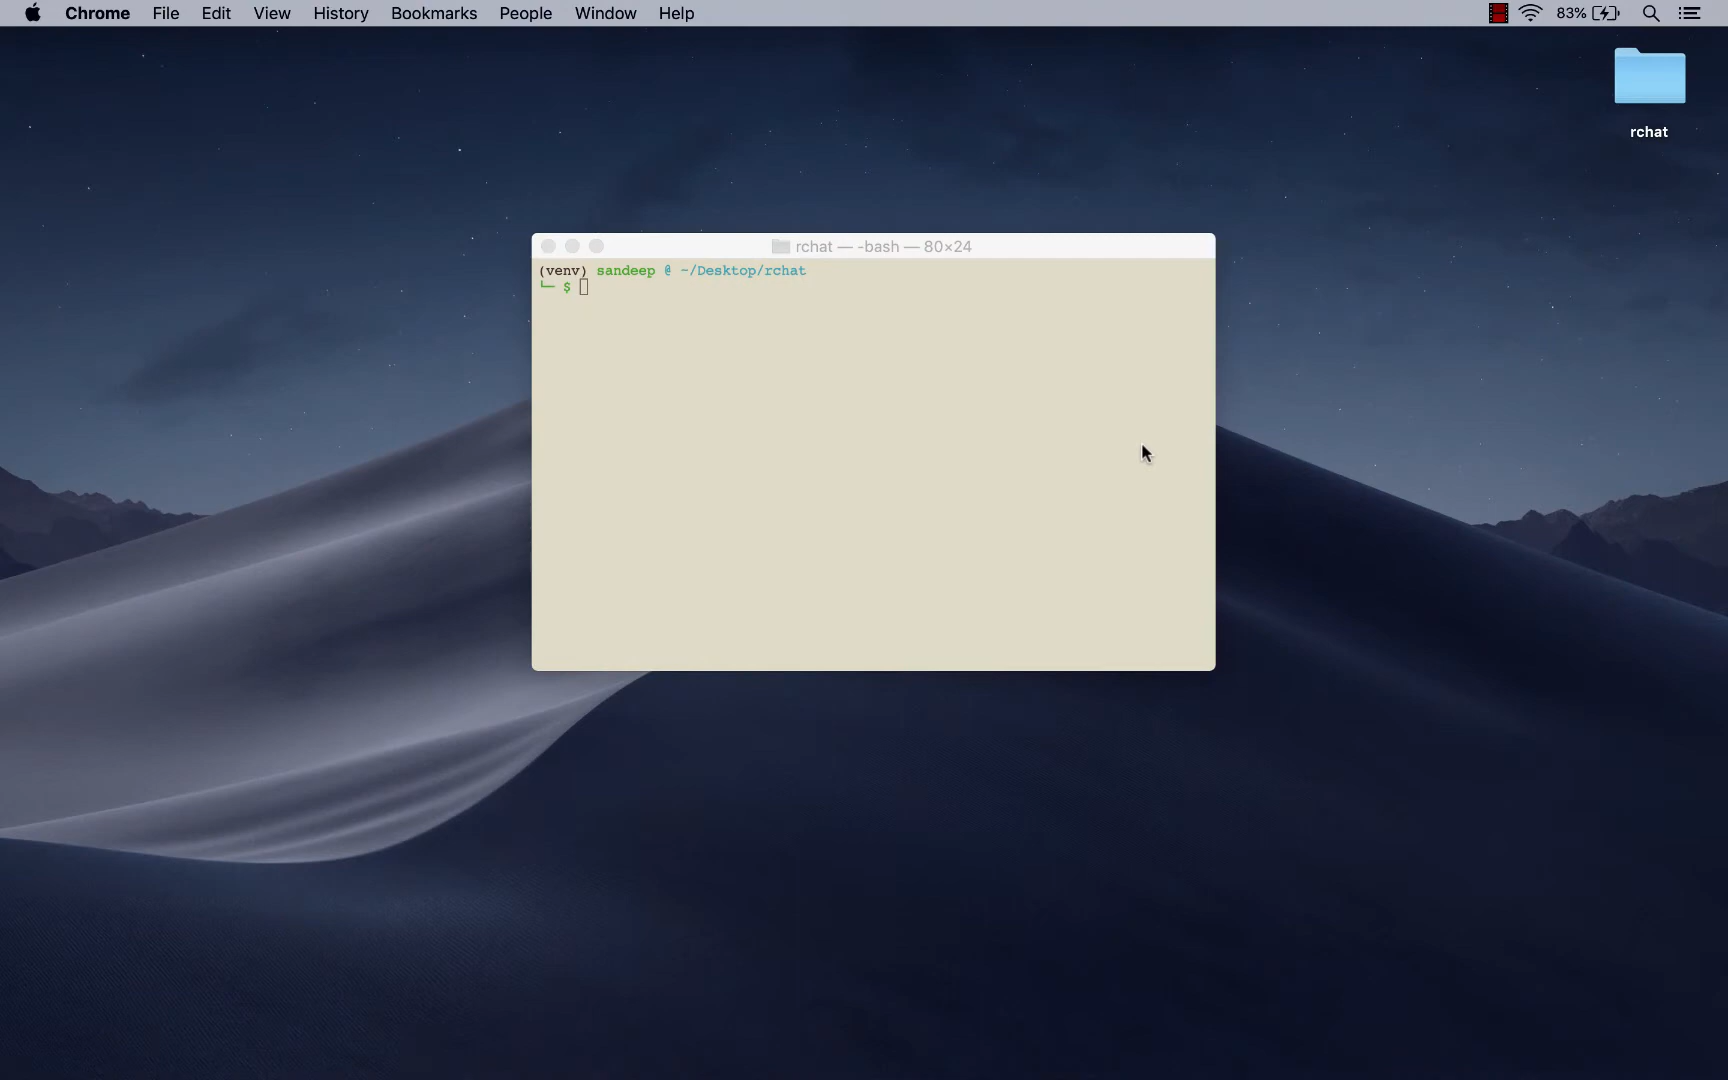 Chrome File Edit View History Bookmarks People Window Help 83%
rchat
rchat — -bash — 80×24
(venv) sandeep @ ~/Desktop/rchat
└─ $